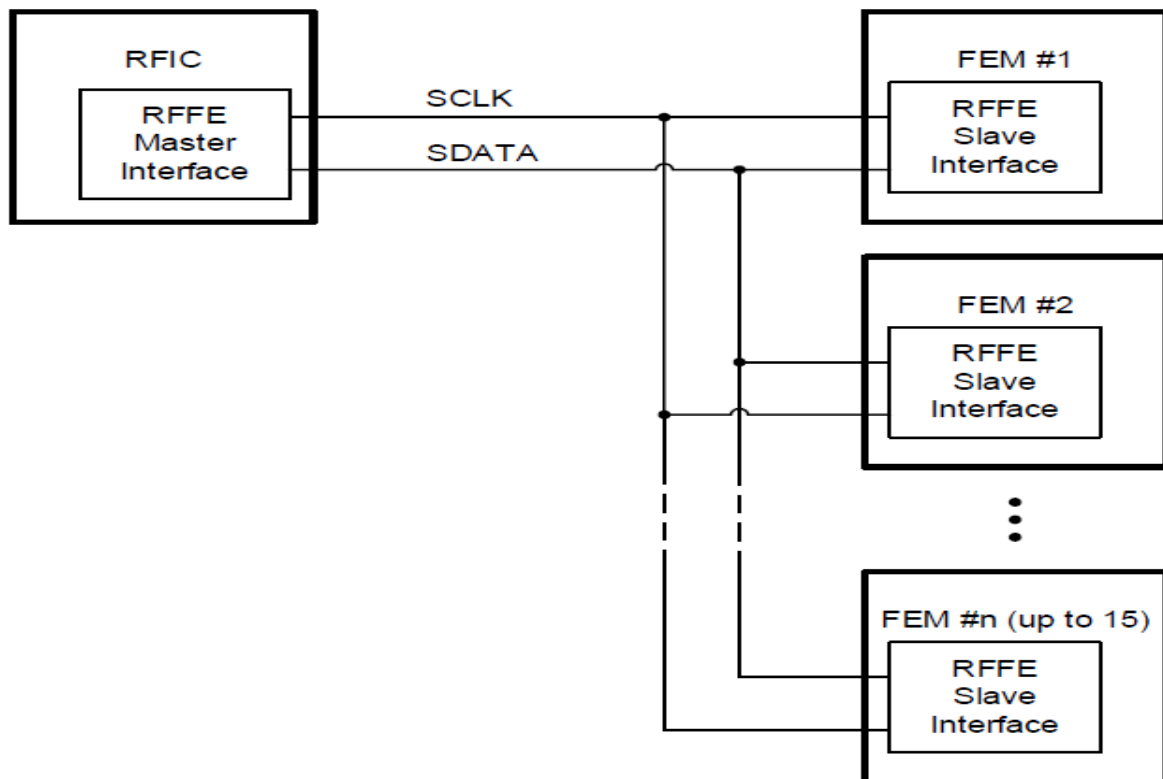 RFIC
RFFE
Master
Interface
SCLK
SDATA
FEM #1
RFFE
Slave
Interface
FEM #2
RFFE
Slave
Interface
FEM #n (up to 15)
RFFE
Slave
Interface